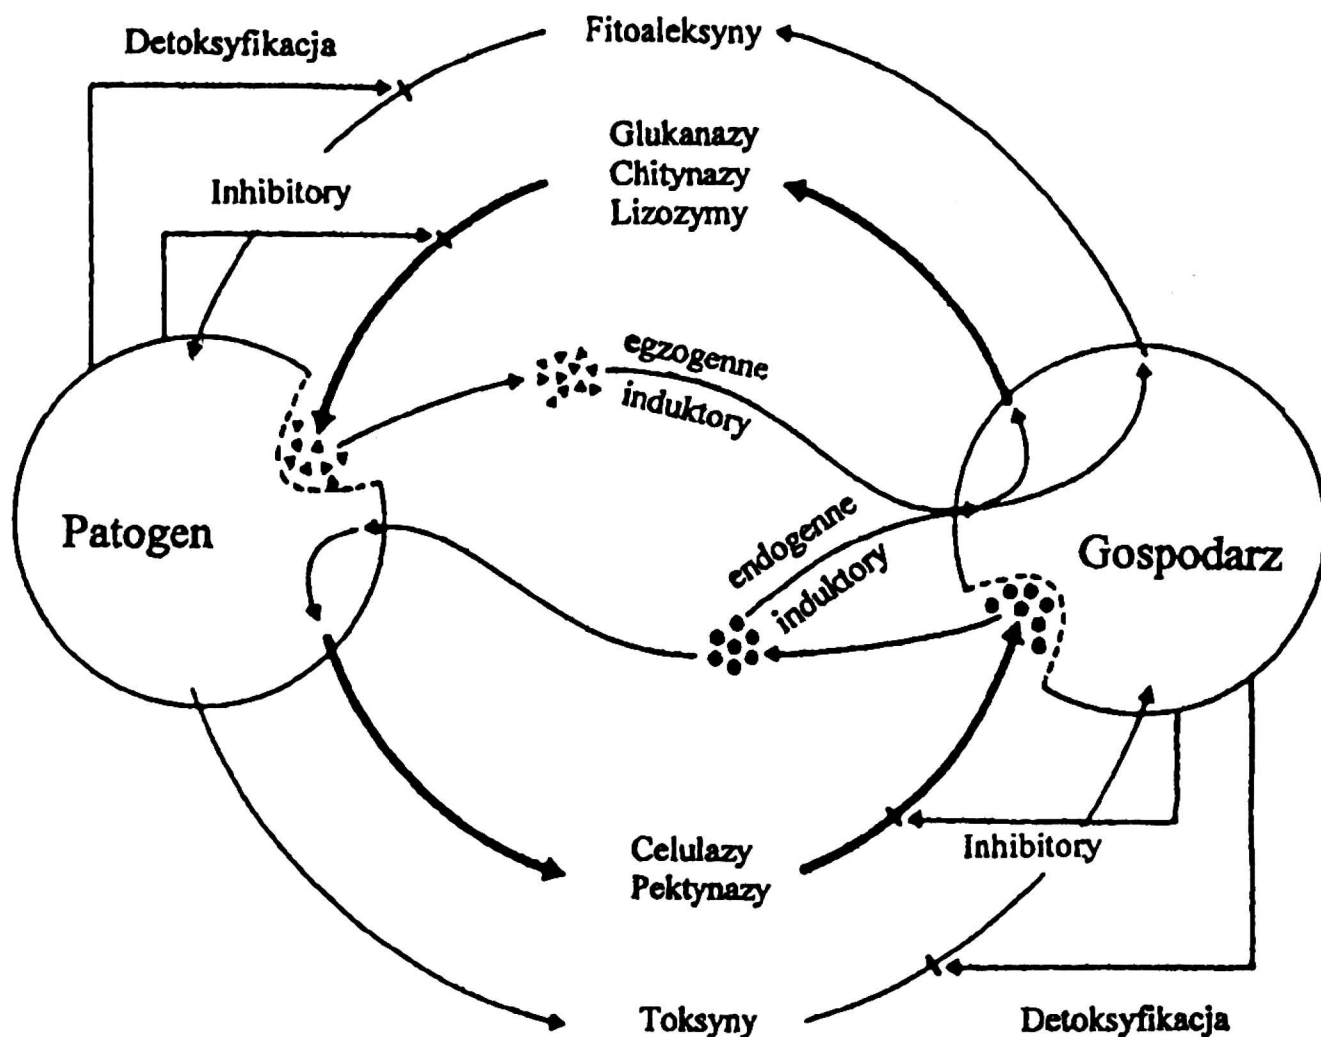 Detoksyfikacja
Fitoaleksyny
Glukanazy
Chitynazy
Lizozymy
Inhibitory
egzogenne
induktory
Patogen
endogenne
induktory
Gospodarz
Celulazy
Pektynazy
Inhibitory
Toksyny
Detoksyfikacja